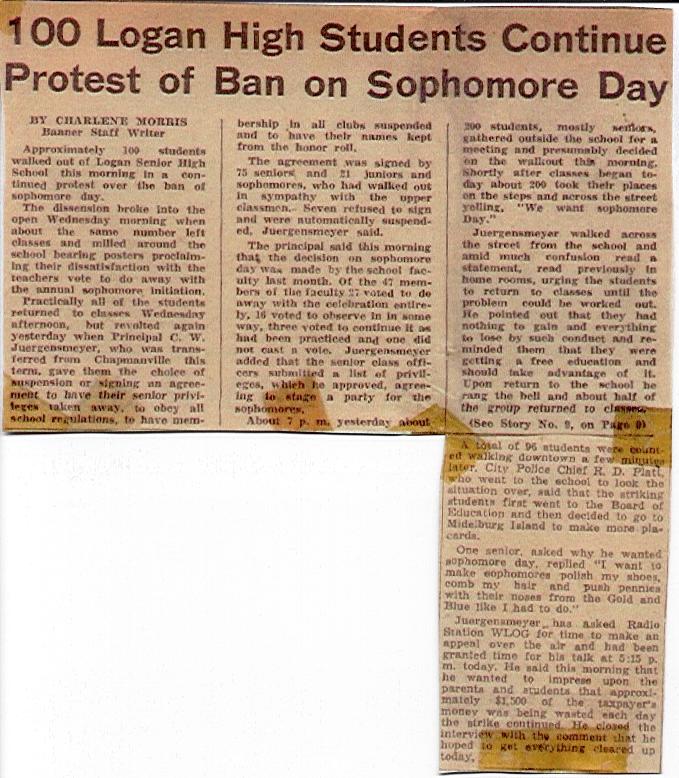 100 Logan High Students Continue
Protest of Ban on Sophomore Day
BY CHARLENE MORRIS
Banner Staff Writer
Approximately 100 students
walked out of Logan Senior High
School this morning in a con-
tinued protest over the ban of
sophomore day.
The dissension broke into the
open Wednesday morning when
about the same number left
classes and milled around the
school bearing posters proclaim-
ing their dissatisfaction with the
teachers vote to do away with
the annual sophomore initiation.
Practically all of the students
returned to classes Wednesday
afternoon, but revolted again
yesterday when Principal C. W.
Juergensmeyer, who was trans-
ferred from Chapmanville this
term, gave them the choice of
suspension or signing an agree-
ment to have their senior privi-
leges taken away, to obey all
school regulations, to have mem-
bership in all clubs suspended
and to have their names kept
from the honor roll.
The agreement was signed by
75 seniors and 21 juniors and
sophomores, who had walked out
in sympathy with the upper
classmen. Seven refused to sign
and were automatically suspend-
ed, Juergensmeyer said.
The principal said this morning
that the decision on sophomore
day was made by the school fac-
ulty last month. Of the 47 mem-
bers of the faculty 27 voted to do
away with the celebration entire-
ly, 16 voted to observe in in some
way, three voted to continue it as
had been practiced and one did
not cast a vote. Juergensmeyer
added that the senior class offi-
cers submitted a list of privil-
eges, which he approved, agree-
ing to stage a party for the
sophomores.
About 7 p. m. yesterday about
200 students, mostly seniors,
gathered outside the school for a
meeting and presumably decided
on the walkout this morning.
Shortly after classes began to-
day about 200 took their places
on the steps and across the street
yelling, "We want sophomore
Day."
Juergensmeyer walked across
the street from the school and
amid much confusion read a
statement, read previously in
home rooms, urging the students
to return to classes until the
problem could be worked out.
He pointed out that they had
nothing to gain and everything
to lose by such conduct and re-
minded them that they were
getting a free education and
should take advantage of it.
Upon return to the school he
rang the bell and about half of
the group returned to classes.
(See Story No. 9, on Page 9)
A total of 96 students were count-
ed walking downtown a few minutes
later. City Police Chief R. D. Platt,
who went to the school to look the
situation over, said that the striking
students first went to the Board of
Education and then decided to go to
Midelburg Island to make more pla-
cards.
One senior, asked why he wanted
sophomore day, replied "I want to
make sophomores polish my shoes,
comb my hair and push pennies
with their noses from the Gold and
Blue like I had to do."
Juergensmeyer has asked Radio
Station WLOG for time to make an
appeal over the air and had been
granted time for his talk at 5:15 p.
m. today. He said this morning that
he wanted to impress upon the
parents and students that approxi-
mately $1,500 of the taxpayer's
money was being wasted each day
the strike continued. He closed the
interview with the comment that he
hoped to get everything cleared up
today.